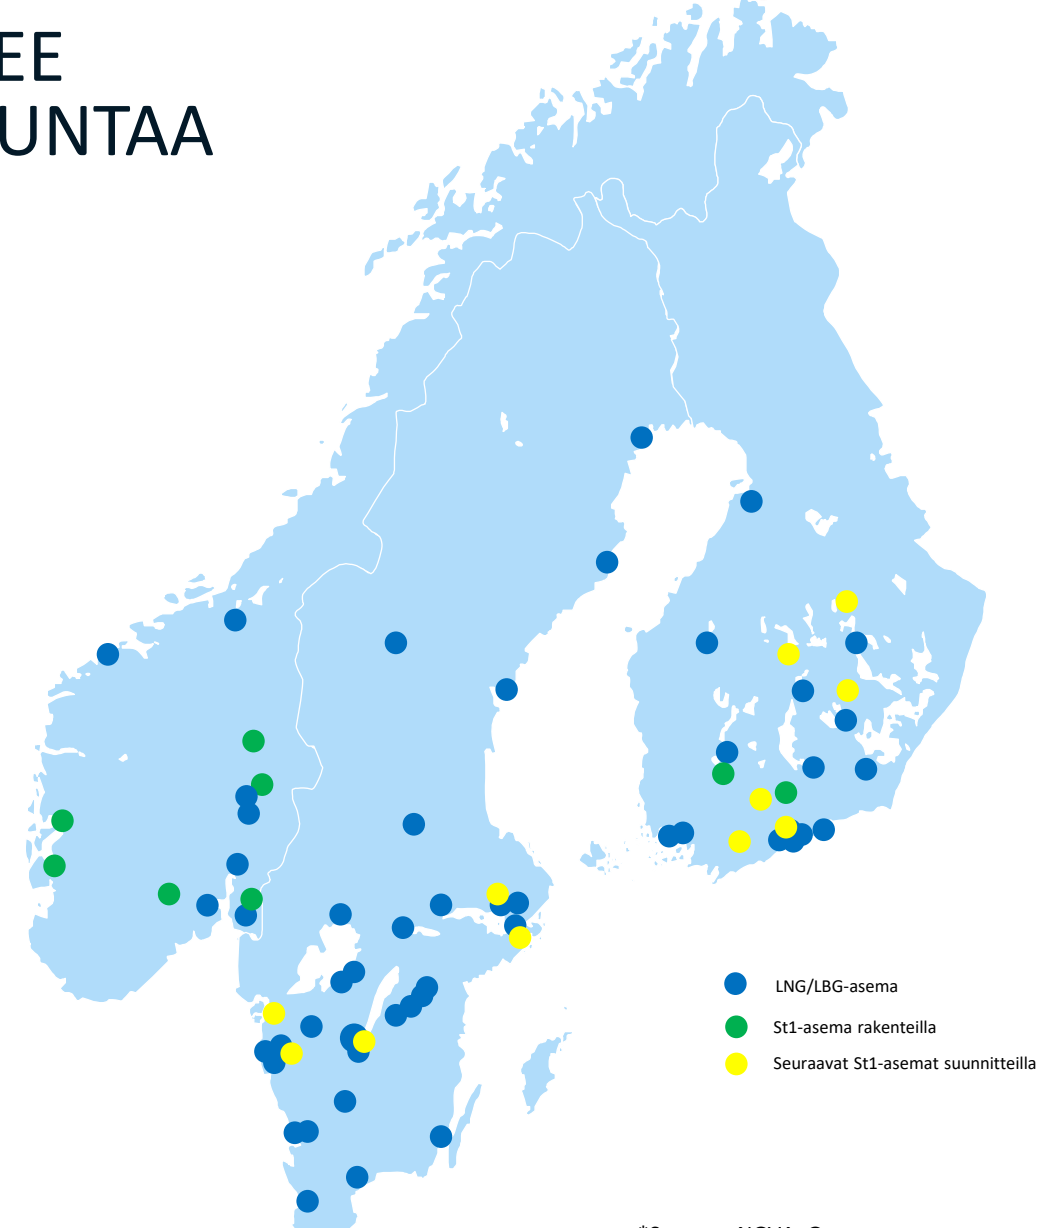 EE
UNTAA
LNG/LBG-asema
St1-asema rakenteilla
Seuraavat St1-asemat suunnitteilla